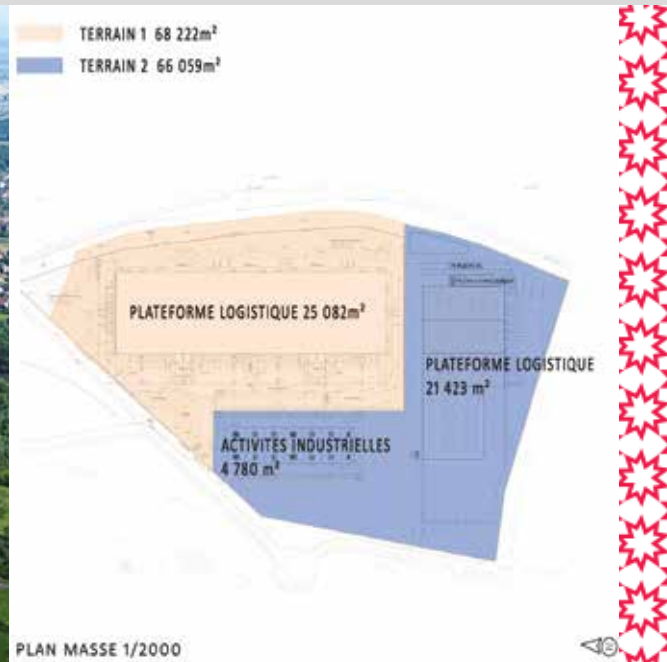 TERRAIN 1 68 222m²
TERRAIN 2 66 059m²
PLATEFORME LOGISTIQUE 25 082m²
PLATEFORME LOGISTIQUE
21 423 m²
ACTIVITES INDUSTRIELLES
4 780 m²
PLAN MASSE 1/2000